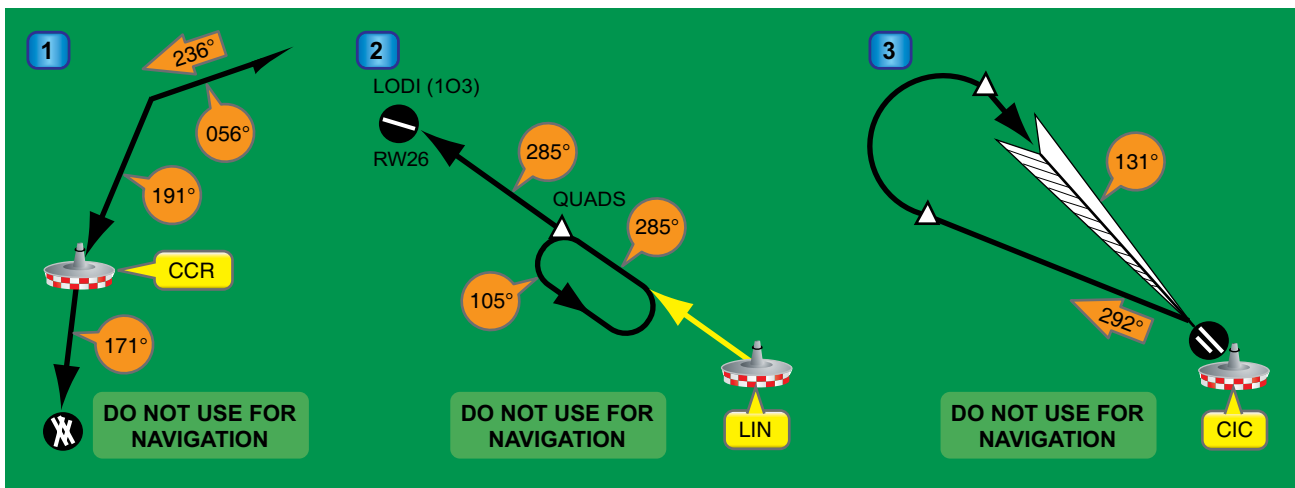 1
236°
056°
191°
CCR
171°
DO NOT USE FOR
NAVIGATION
2
LODI (1O3)
RW26
285°
QUADS
285°
105°
LIN
DO NOT USE FOR
NAVIGATION
3
131°
292°
CIC
DO NOT USE FOR
NAVIGATION